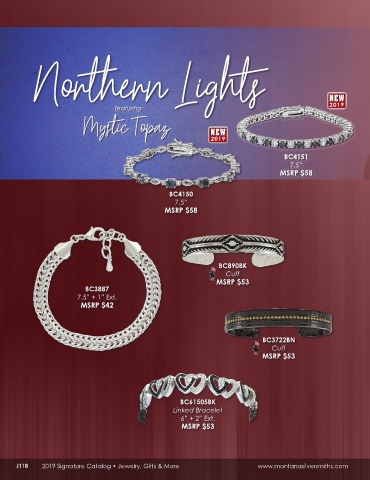 Northern Lights
featuring
Mystic Topaz
NEW
2019
NEW
2019
BC4151
7.5"
MSRP $58
BC4150
7.5"
MSRP $58
BC890BK
Cuff
MSRP $53
BC3887
7.5" + 1" Ext.
MSRP $42
BC3722BN
Cuff
MSRP $53
BC61505BK
Linked Bracelet
6" + 2" Ext.
MSRP $53
J118 2019 Signature Catalog • Jewelry, Gifts & More www.montanasilversmiths.com